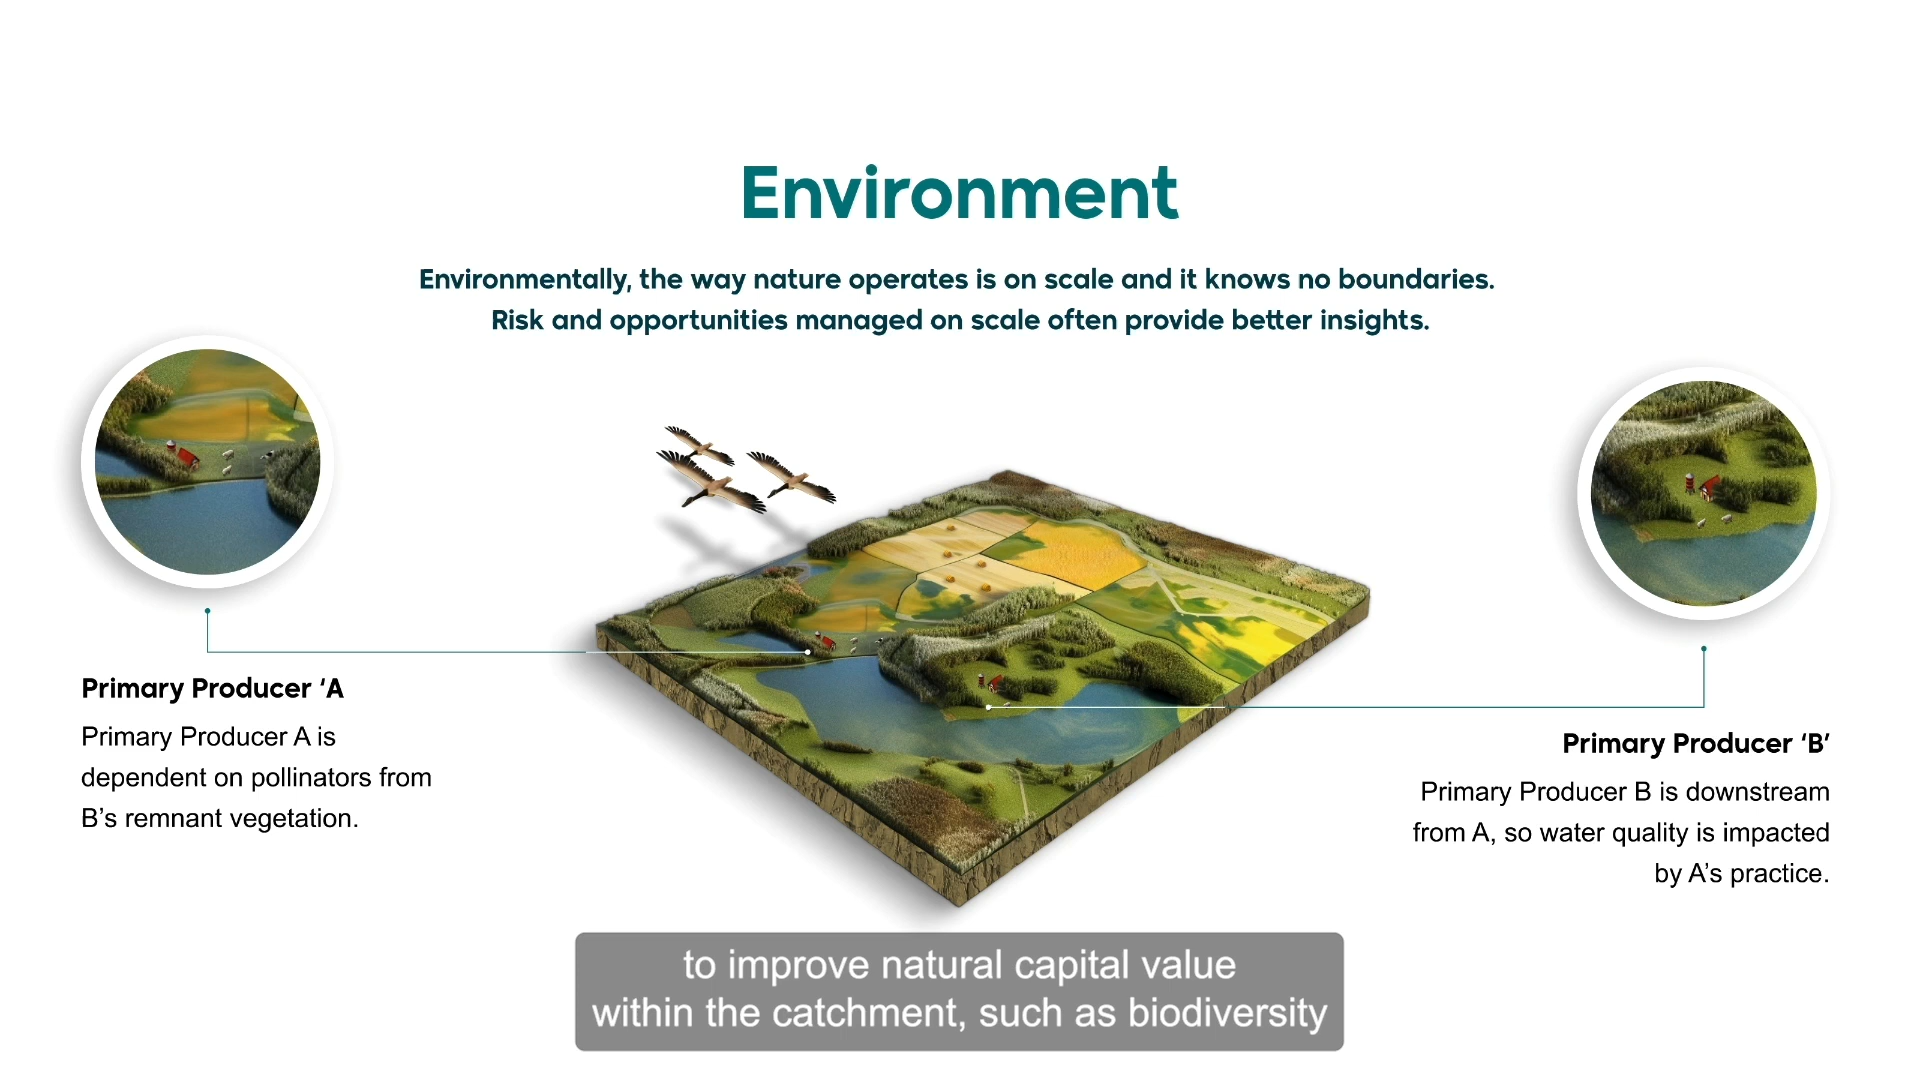 Environment
Environmentally, the way nature operates is on scale and it knows no boundaries.
Risk and opportunities managed on scale often provide better insights.
Primary Producer ‘A
Primary Producer A is
dependent on pollinators from
B’s remnant vegetation.
Primary Producer ‘B’
Primary Producer B is downstream
from A, so water quality is impacted
by A’s practice.
to improve natural capital value
within the catchment, such as biodiversity